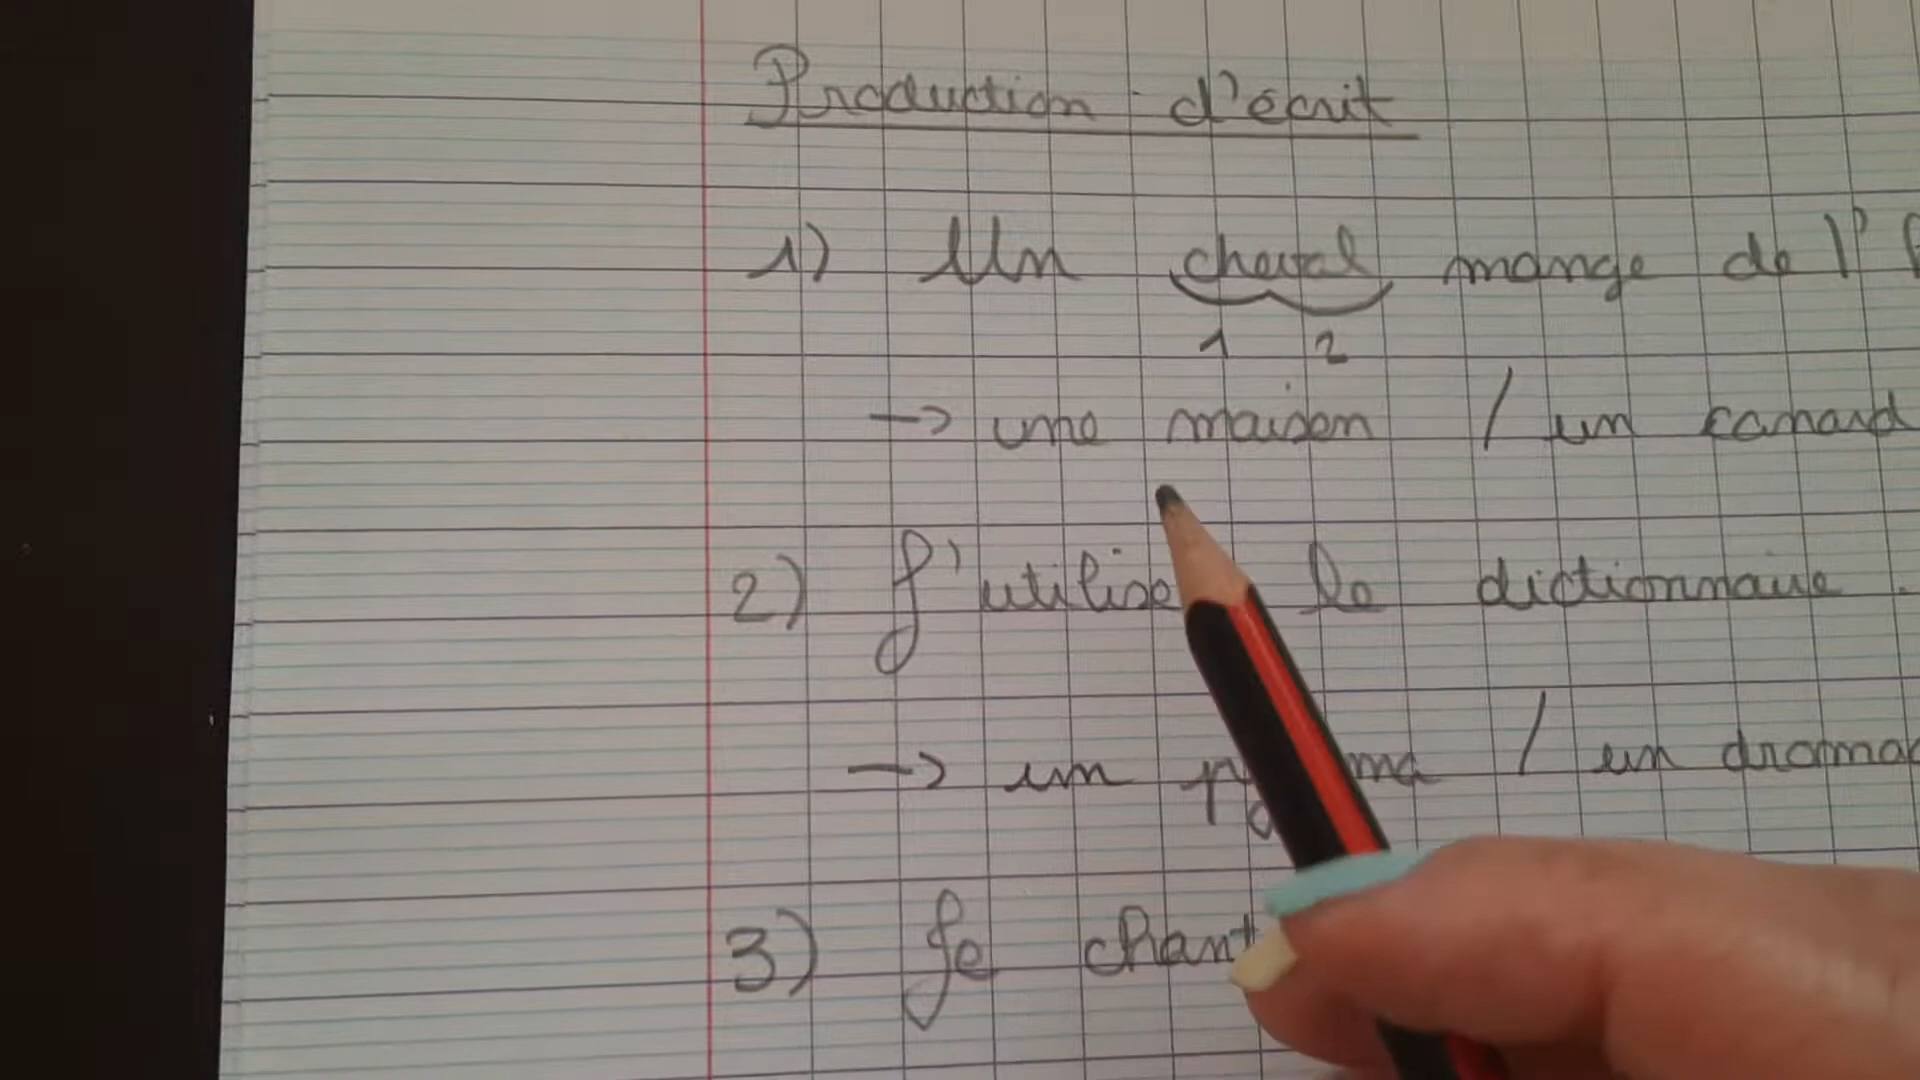 Production d'écrit
1) Un cheval mange de l'
1 2
→ une maison / un canard
2) J'utilise le dictionnaire.
→ un / un
3) Je